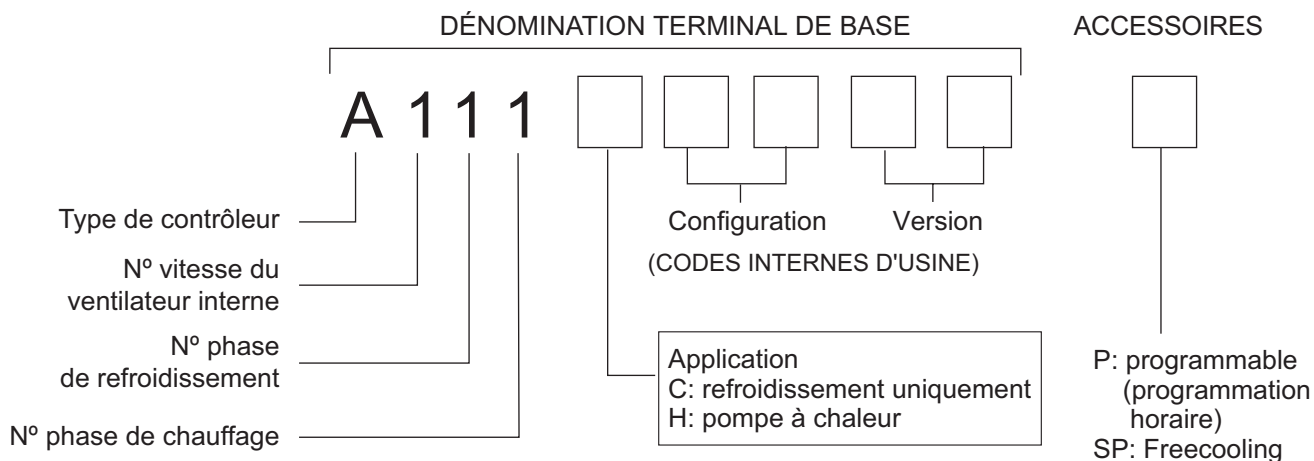 DÉNOMINATION TERMINAL DE BASE
ACCESSOIRES
A 1 1 1
Type de contrôleur
Configuration
Version
(CODES INTERNES D'USINE)
Nº vitesse du
ventilateur interne
Nº phase
de refroidissement
Nº phase de chauffage
Application
C: refroidissement uniquement
H: pompe à chaleur
P: programmable
(programmation
horaire)
SP: Freecooling